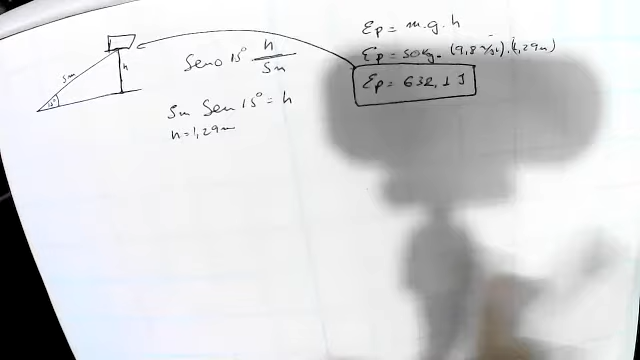 5m
15°
h
Seno 15° h
5m
5m Sen 15° = h
h = 1,29m
Ep = m.g.h
Ep = 50Kg. (9,8 m/s²).(1,29m)
Ep = 632,1 J